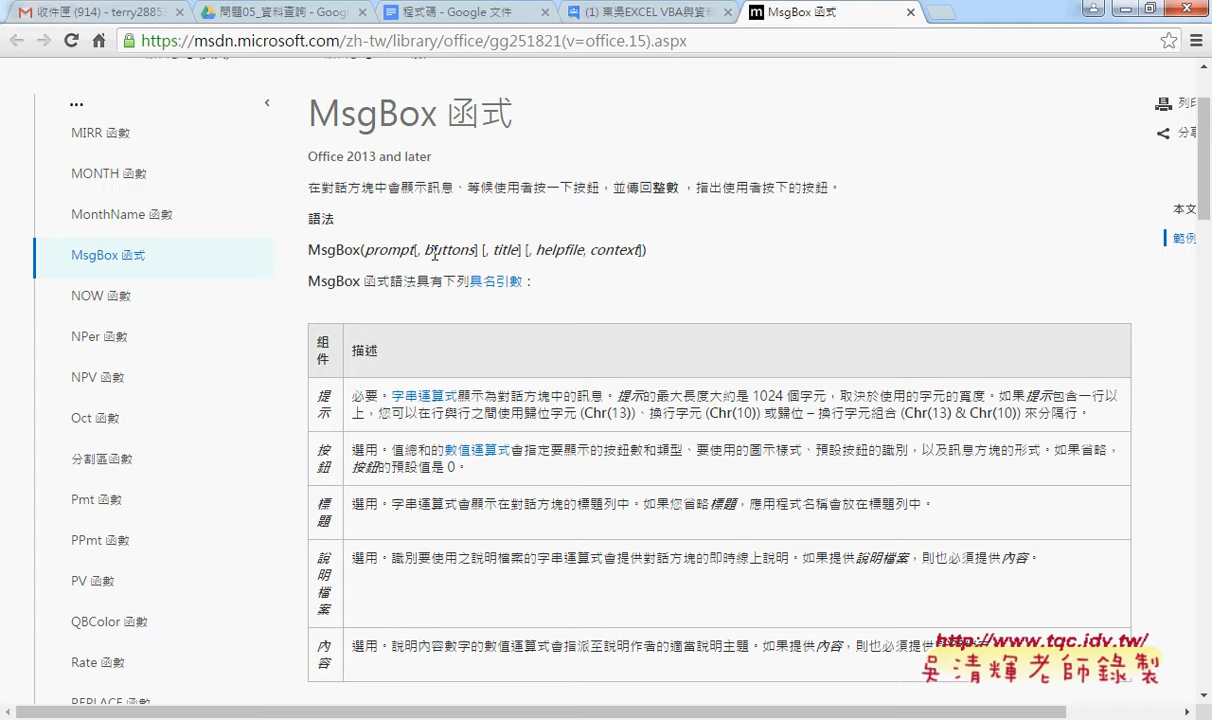 收件匣 (914) - terry2885
問題05_資料查詢 - Goog
程式碼 - Google 文件
(1) 東吳EXCEL VBA與資料
MsgBox 函式
https://msdn.microsoft.com/zh-tw/library/office/gg251821(v=office.15).aspx
...
MIRR 函數
MONTH 函數
MonthName 函數
MsgBox 函式
NOW 函數
NPer 函數
NPV 函數
Oct 函數
分割區函數
Pmt 函數
PPmt 函數
PV 函數
QBColor 函數
Rate 函數
REPLACE 函數
MsgBox 函式
Office 2013 and later
在對話方塊中會顯示訊息、等候使用者按一下按鈕，並傳回整數 ，指出使用者按下的按鈕。
語法
MsgBox(prompt[, buttons] [, title] [, helpfile, context])
MsgBox 函式語法具有下列具名引數：
組件 描述
提示 必要。字串運算式顯示為對話方塊中的訊息。提示的最大長度大約是 1024 個字元，取決於使用的字元的寬度。如果提示包含一行以
上，您可以在行與行之間使用歸位字元 (Chr(13))、換行字元 (Chr(10)) 或歸位 – 換行字元組合 (Chr(13) & Chr(10)) 來分隔行。
按鈕 選用。值總和的數值運算式會指定要顯示的按鈕數和類型、要使用的圖示樣式、預設按鈕的識別，以及訊息方塊的形式。如果省略，
按鈕的預設值是 0。
標題 選用。字串運算式會顯示在對話方塊的標題列中。如果您省略標題，應用程式名稱會放在標題列中。
說明檔案 選用。識別要使用之說明檔案的字串運算式會提供對話方塊的即時線上說明。如果提供說明檔案，則也必須提供內容。
內容 選用。說明內容數字的數值運算式會指派至說明作者的適當說明主題。如果提供內容，則也必須提供
列印
分享
本文
範例
http://www.tqc.idv.tw/
吳清輝老師錄製